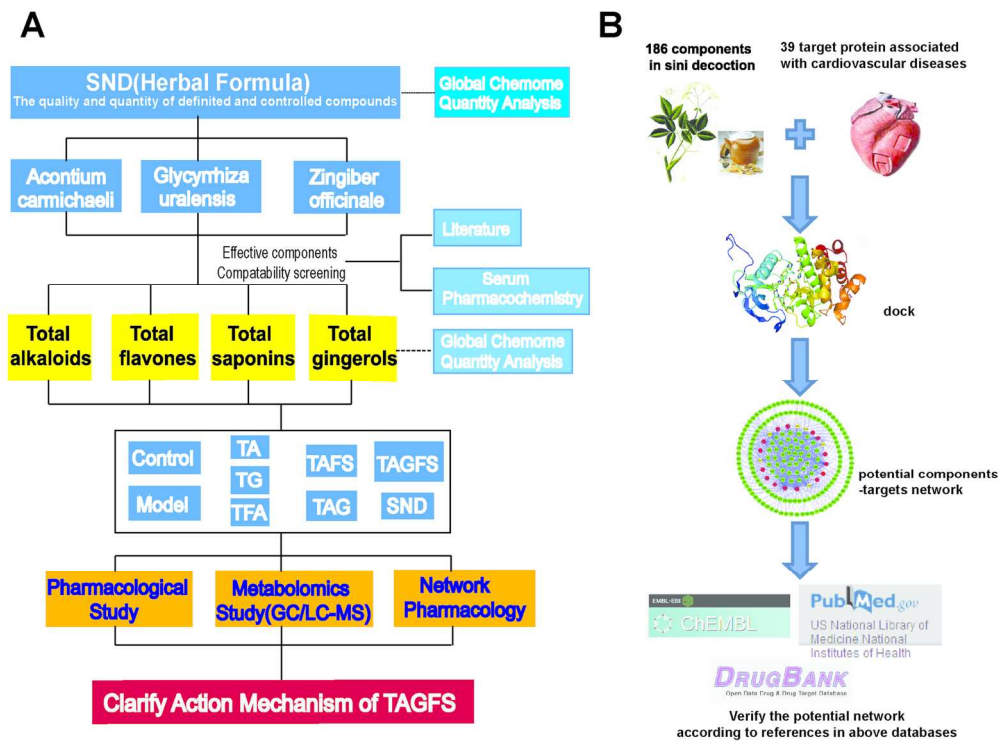 A
SND(Herbal Formula)
The quality and quantity of definited and controlled compounds
Global Chemome
Quantity Analysis
Acontium
carmichaeli
Glycyrrhiza
uralensis
Zingiber
officinale
Effective components
Compatability screening
Literature
Serum
Pharmacochemistry
Total
alkaloids
Total
flavones
Total
saponins
Total
gingerols
Global Chemome
Quantity Analysis
Control
Model
TA
TG
TFA
TAFS
TAG
TAGFS
SND
Pharmacological
Study
Metabolomics
Study(GC/LC-MS)
Network
Pharmacology
Clarify Action Mechanism of TAGFS
B
186 components
in sini decoction
39 target protein associated
with cardiovascular diseases
dock
potential components
-targets network
EMBL-EBI
ChEMBL
PubMed.gov
US National Library of
Medicine National
Institutes of Health
DRUGBANK
Open Data Drug & Drug Target Database
Verify the potential network
according to references in above databases